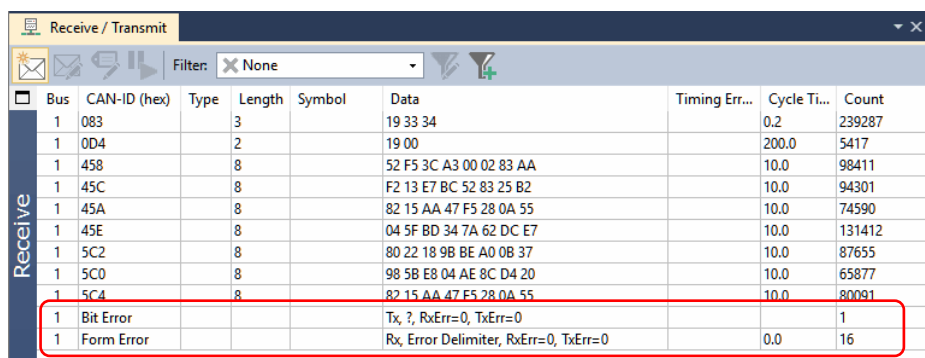 Receive / Transmit
Filter: None
Bus CAN-ID (hex) Type Length Symbol Data Timing Err... Cycle Ti... Count
1 083 3 19 33 34 0.2 239287
1 0D4 2 19 00 200.0 5417
1 458 8 52 F5 3C A3 00 02 83 AA 10.0 98411
1 45C 8 F2 13 E7 BC 52 83 25 B2 10.0 94301
1 45A 8 82 15 AA 47 F5 28 0A 55 10.0 74590
1 45E 8 04 5F BD 34 7A 62 DC E7 10.0 131412
1 5C2 8 80 22 18 9B BE A0 0B 37 10.0 87655
1 5C0 8 98 5B E8 04 AE 8C D4 20 10.0 65877
1 5C4 8 82 15 AA 47 F5 28 0A 55 10.0 80091
1 Bit Error Tx, ?, RxErr=0, TxErr=0 1
1 Form Error Rx, Error Delimiter, RxErr=0, TxErr=0 0.0 16
Receive